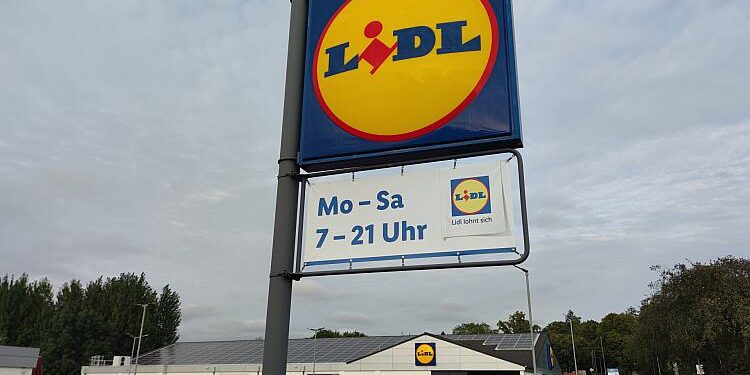 LIDL
Mo – Sa
7 – 21 Uhr
LIDL
Lidl lohnt sich
LIDL